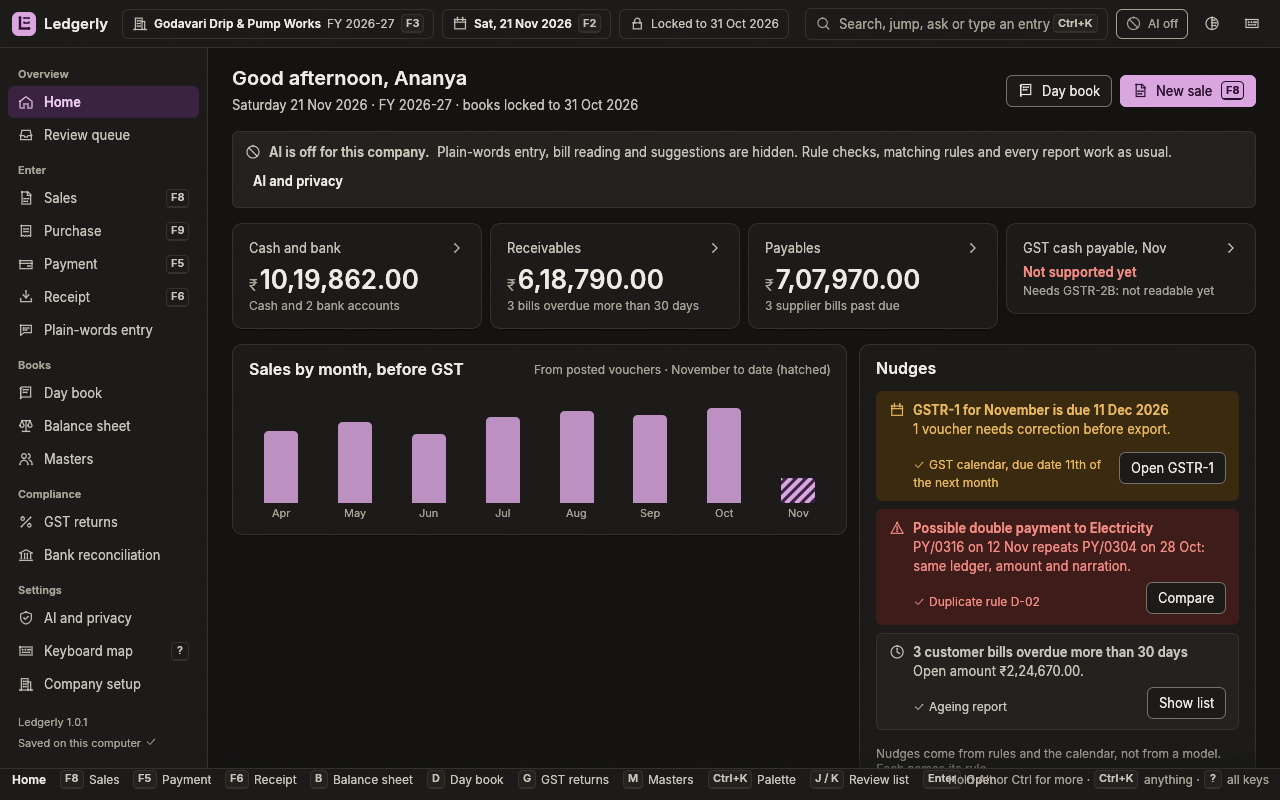 Ledgerly
Godavari Drip & Pump Works FY 2026-27 F3
Sat, 21 Nov 2026 F2
Locked to 31 Oct 2026
Search, jump, ask or type an entry Ctrl+K
AI off
Overview
Home
Review queue
Enter
Sales F8
Purchase F9
Payment F5
Receipt F6
Plain-words entry
Books
Day book
Balance sheet
Masters
Compliance
GST returns
Bank reconciliation
Settings
AI and privacy
Keyboard map ?
Company setup
Ledgerly 1.0.1
Saved on this computer
Good afternoon, Ananya
Saturday 21 Nov 2026 · FY 2026-27 · books locked to 31 Oct 2026
Day book
New sale F8
AI is off for this company. Plain-words entry, bill reading and suggestions are hidden. Rule checks, matching rules and every report work as usual.
AI and privacy
Cash and bank
₹10,19,862.00
Cash and 2 bank accounts
Receivables
₹6,18,790.00
3 bills overdue more than 30 days
Payables
₹7,07,970.00
3 supplier bills past due
GST cash payable, Nov
Not supported yet
Needs GSTR-2B: not readable yet
Sales by month, before GST
From posted vouchers · November to date (hatched)
Apr May Jun Jul Aug Sep Oct Nov
Nudges
GSTR-1 for November is due 11 Dec 2026
1 voucher needs correction before export.
✓ GST calendar, due date 11th of
the next month
Open GSTR-1
Possible double payment to Electricity
PY/0316 on 12 Nov repeats PY/0304 on 28 Oct:
same ledger, amount and narration.
✓ Duplicate rule D-02
Compare
3 customer bills overdue more than 30 days
Open amount ₹2,24,670.00.
✓ Ageing report
Show list
Nudges come from rules and the calendar, not from a model.
Home F8 Sales F5 Payment F6 Receipt B Balance sheet D Day book G GST returns M Masters Ctrl+K Palette J / K Review list Enter or Ctrl for more · Ctrl+K anything · ? all keys